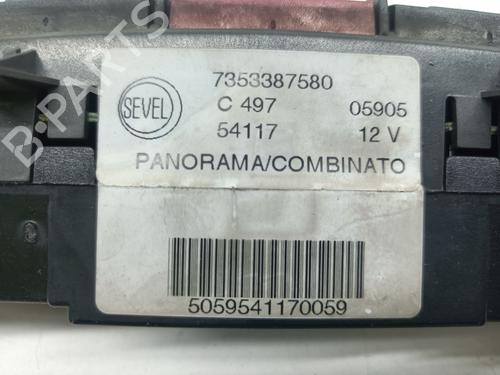 B-PARTS
SEVEL
7353387580
C 497 05905
54117 12 V
PANORAMA/COMBINATO
5059541170059